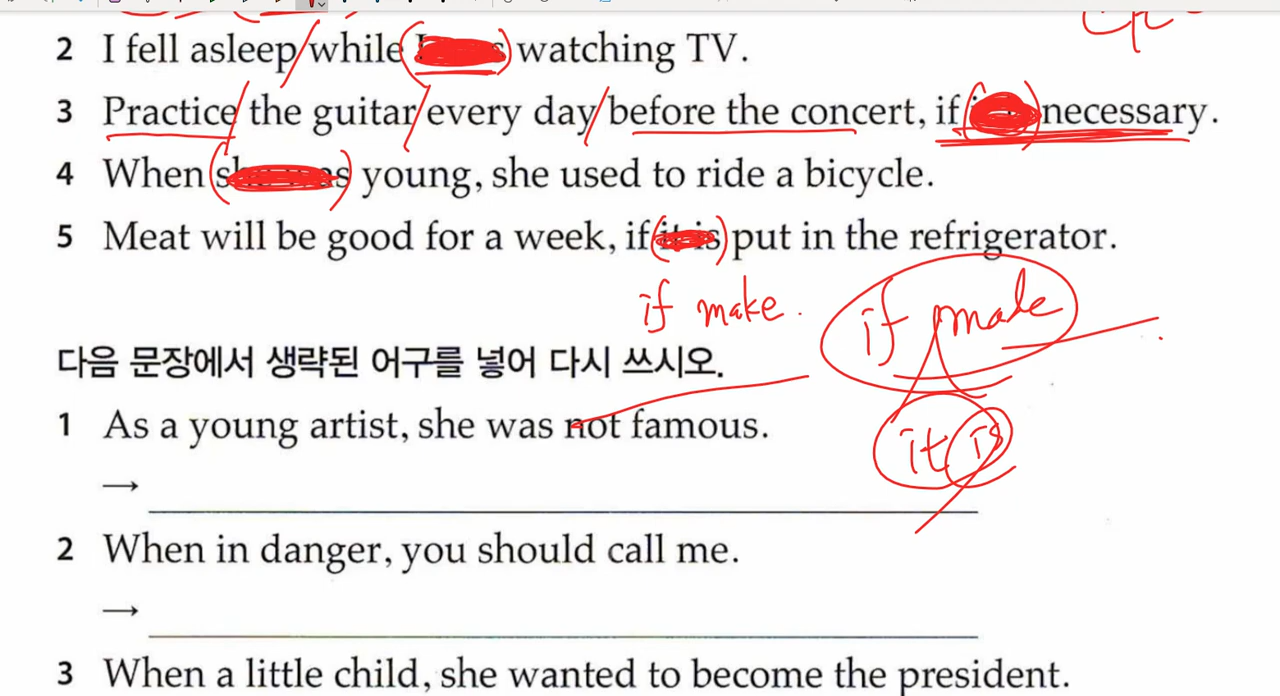 2 I fell asleep while ( ) watching TV.
3 Practice the guitar every day before the concert, if ( ) necessary.
4 When ( ) young, she used to ride a bicycle.
5 Meat will be good for a week, if (it is) put in the refrigerator.
if make.
if made
다음 문장에서 생략된 어구를 넣어 다시 쓰시오.
1 As a young artist, she was not famous.
it is
→
2 When in danger, you should call me.
→
3 When a little child, she wanted to become the president.